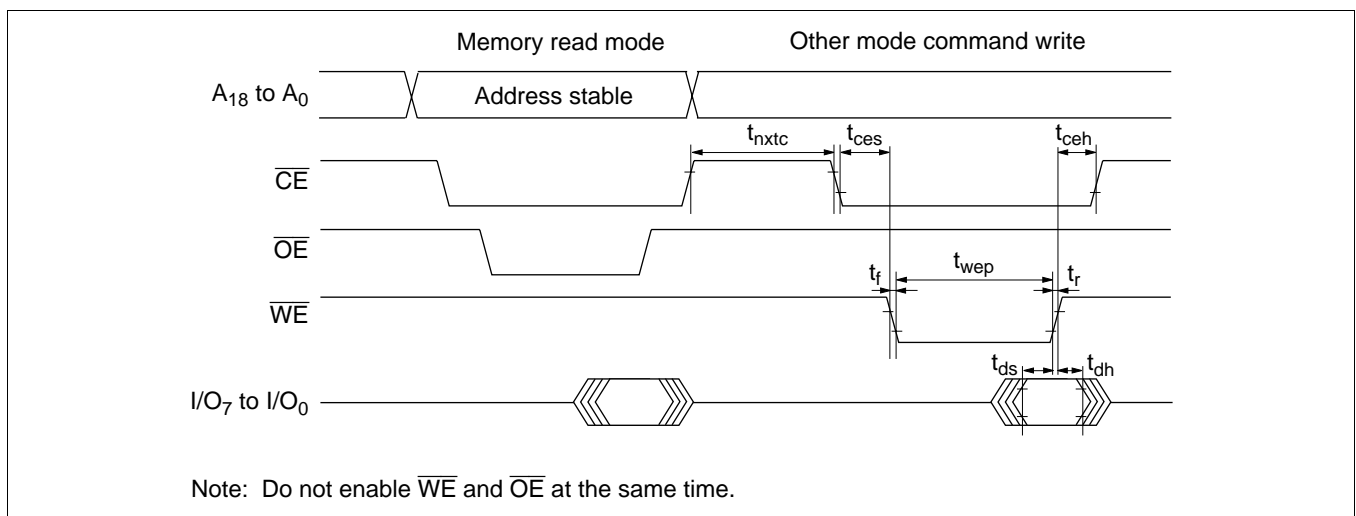 Memory read mode Other mode command write
A18 to A0 Address stable
tnxtc tces tceh
CE
OE
tf twep tr
WE
tds tdh
I/O7 to I/O0
Note: Do not enable WE and OE at the same time.